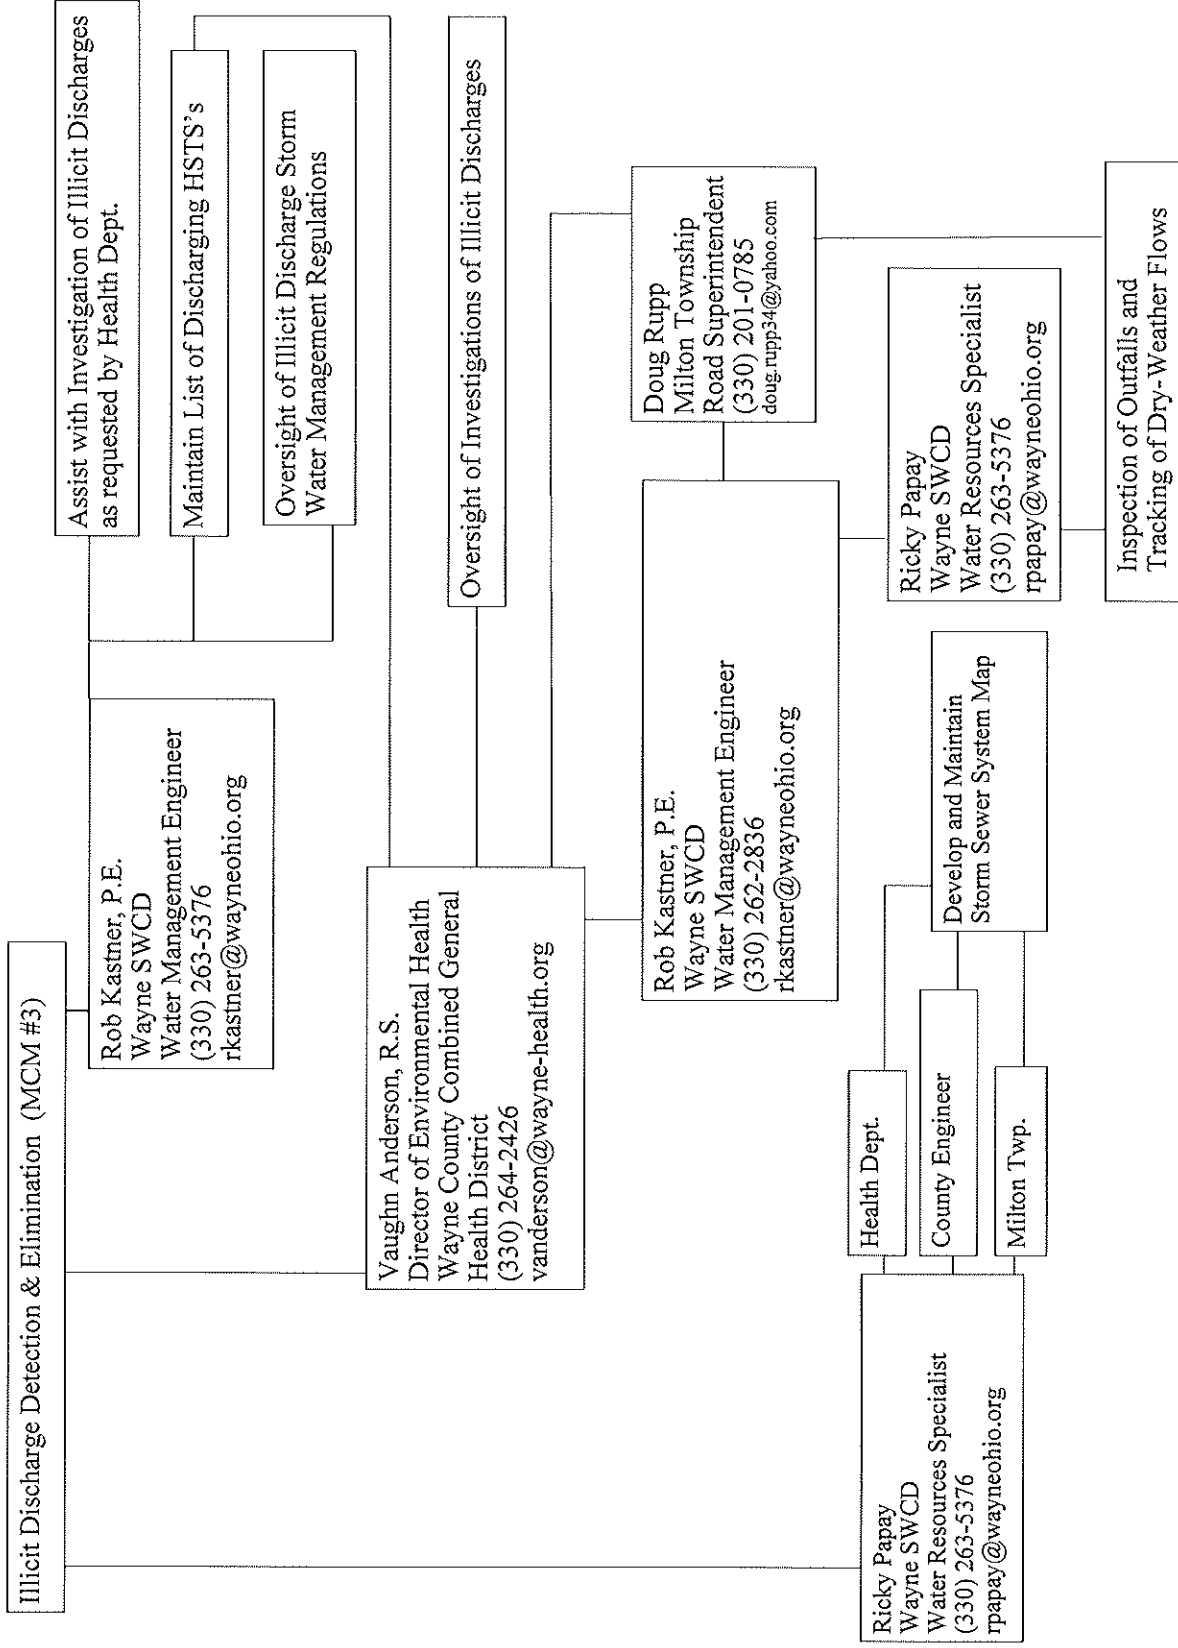 Illicit Discharge Detection & Elimination (MCM #3)
Rob Kastner, P.E.
Wayne SWCD
Water Management Engineer
(330) 263-5376
rkastner@wayneohio.org
Assist with Investigation of Illicit Discharges
as requested by Health Dept.
Maintain List of Discharging HSTS's
Oversight of Illicit Discharge Storm
Water Management Regulations
Vaughn Anderson, R.S.
Director of Environmental Health
Wayne County Combined General
Health District
(330) 264-2426
vanderson@wayne-health.org
Oversight of Investigations of Illicit Discharges
Rob Kastner, P.E.
Wayne SWCD
Water Management Engineer
(330) 262-2836
rkastner@wayneohio.org
Doug Rupp
Milton Township
Road Superintendent
(330) 201-0785
doug.rupp34@yahoo.com
Ricky Papay
Wayne SWCD
Water Resources Specialist
(330) 263-5376
rpapay@wayneohio.org
Health Dept.
County Engineer
Milton Twp.
Develop and Maintain
Storm Sewer System Map
Ricky Papay
Wayne SWCD
Water Resources Specialist
(330) 263-5376
rpapay@wayneohio.org
Inspection of Outfalls and
Tracking of Dry-Weather Flows